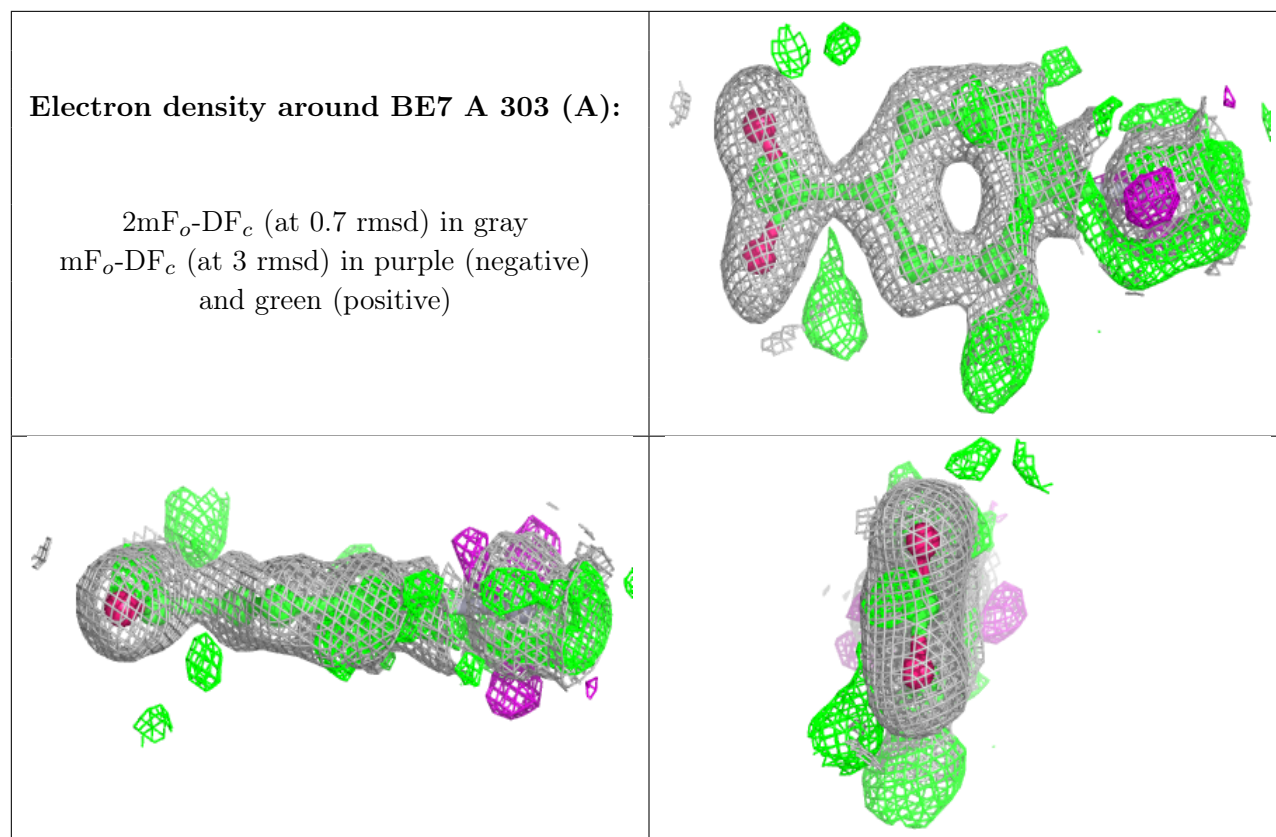 Electron density around BE7 A 303 (A):
2mFₒ-DF𝒸 (at 0.7 rmsd) in gray
mFₒ-DF𝒸 (at 3 rmsd) in purple (negative)
and green (positive)